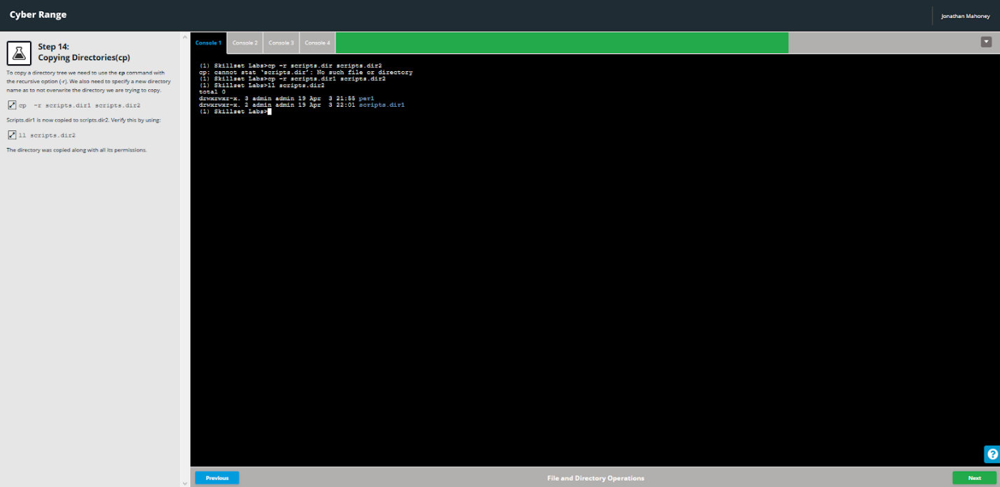 Cyber Range
Jonathan Mahoney
Step 14:
Copying Directories(cp)
To copy a directory tree we need to use the cp command with
the recursive option (-r). We also need to specify a new directory
name as to not overwrite the directory we are trying to copy.
cp -r scripts.dir1 scripts.dir2
Scripts.dir1 is now copied to scripts.dir2. Verify this by using:
ll scripts.dir2
The directory was copied along with all its permissions.
Console 1
Console 2
Console 3
Console 4
(1) Skillset Labs>cp -r scripts.dir scripts.dir2
cp: cannot stat ‘scripts.dir’: No such file or directory
(1) Skillset Labs>cp -r scripts.dir1 scripts.dir2
(1) Skillset Labs>ll scripts.dir2
total 0
drwxrwxr-x. 3 admin admin 19 Apr  3 21:55 perl
drwxrwxr-x. 2 admin admin 19 Apr  3 22:01 scripts.dir1
(1) Skillset Labs>
Previous
File and Directory Operations
Next